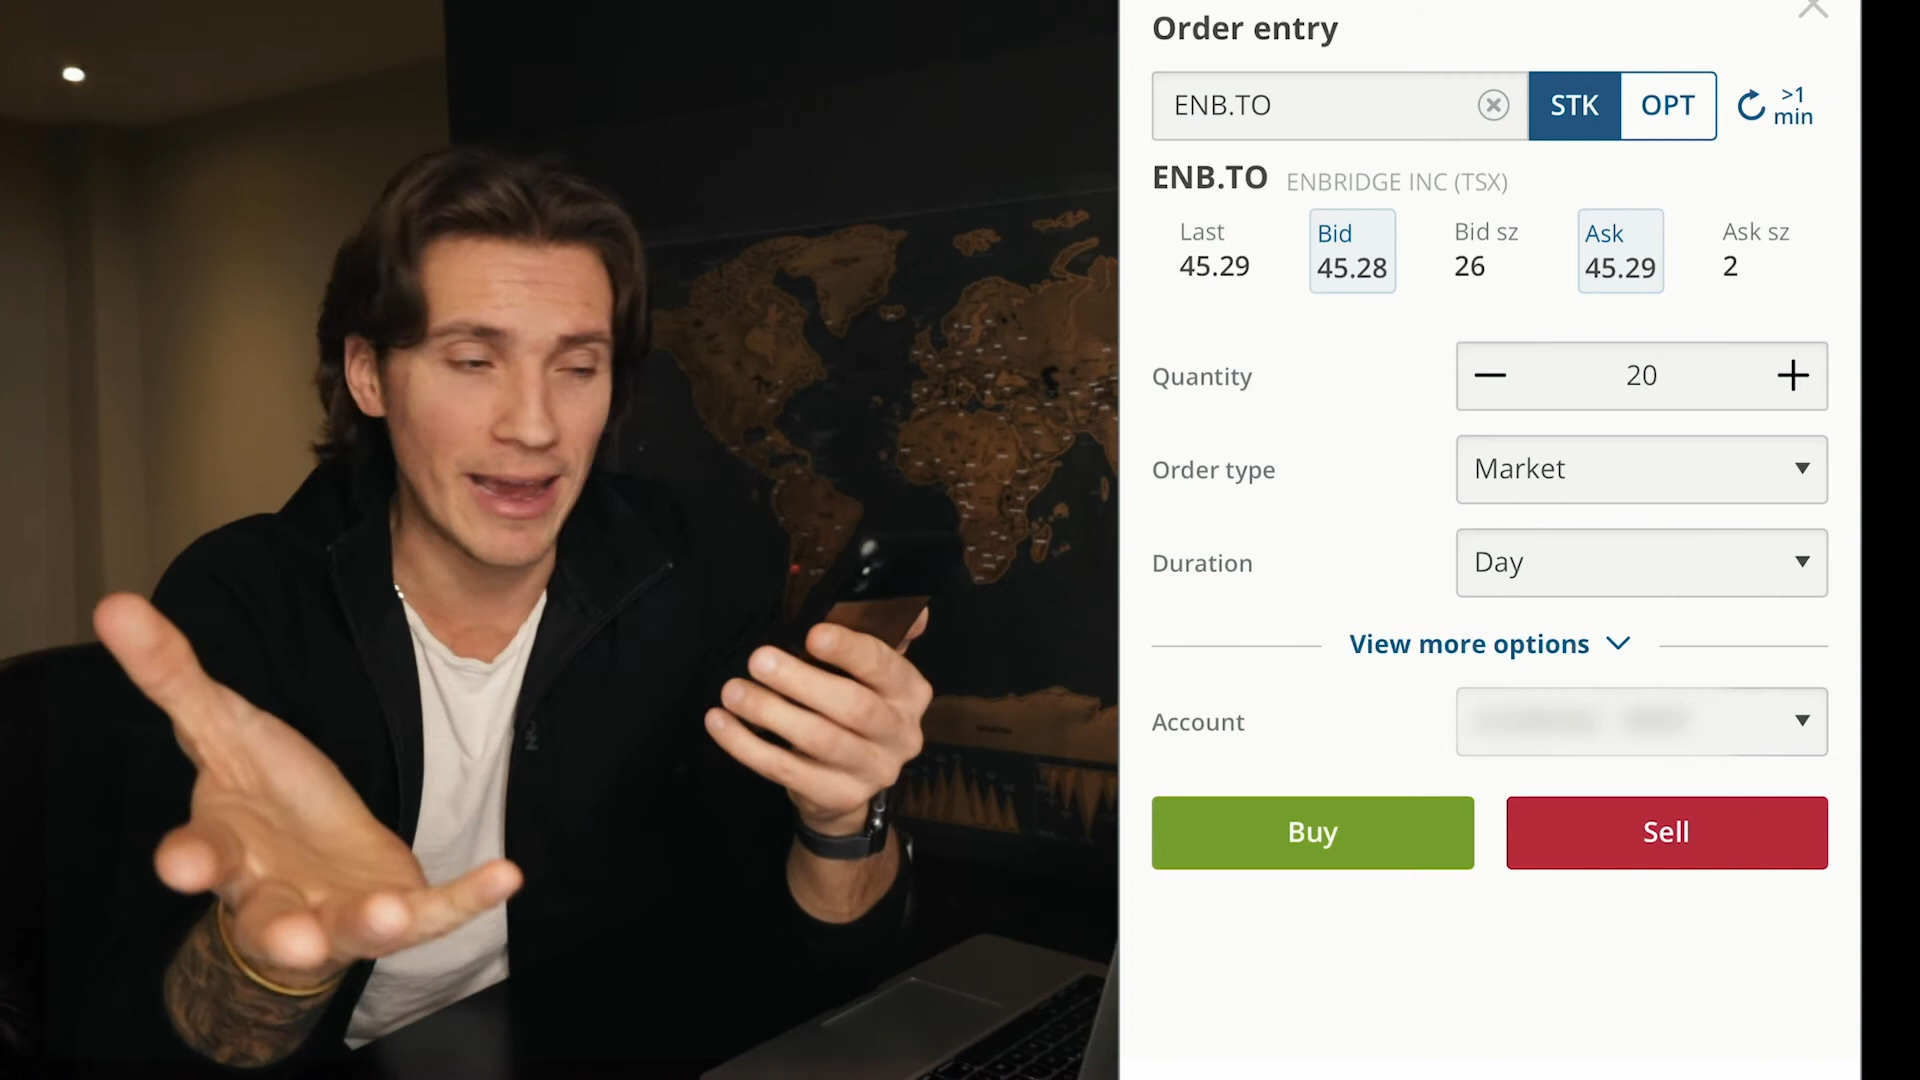 Order entry
ENB.TO
STK
OPT
>1
min
ENB.TO ENBRIDGE INC (TSX)
Last Bid Bid sz Ask Ask sz
45.29 45.28 26 45.29 2
Quantity
20
Order type
Market
Duration
Day
View more options
Account
Buy
Sell